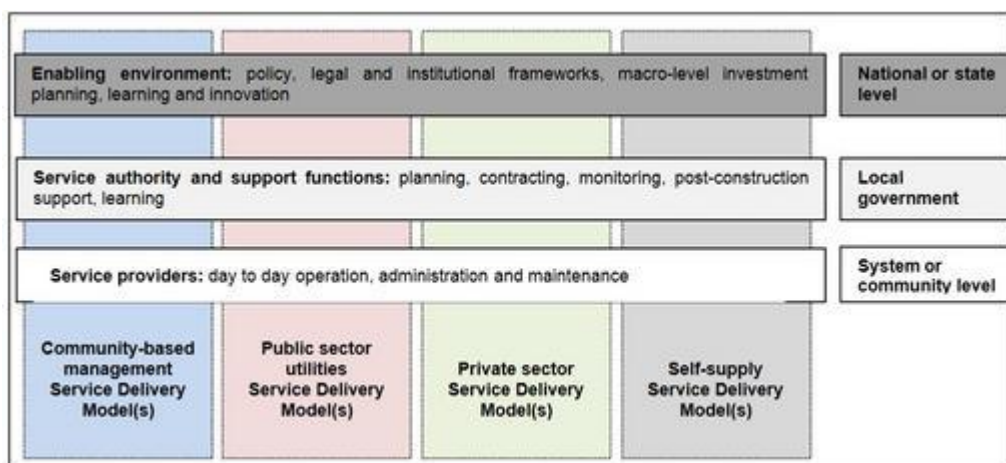 Enabling environment: policy, legal and institutional frameworks, macro-level investment
planning, learning and innovation
National or state
level
Service authority and support functions: planning, contracting, monitoring, post-construction
support, learning
Local
government
Service providers: day to day operation, administration and maintenance
System or
community level
Community-based
management
Service Delivery
Model(s)
Public sector
utilities
Service Delivery
Model(s)
Private sector
Service Delivery
Model(s)
Self-supply
Service Delivery
Model(s)